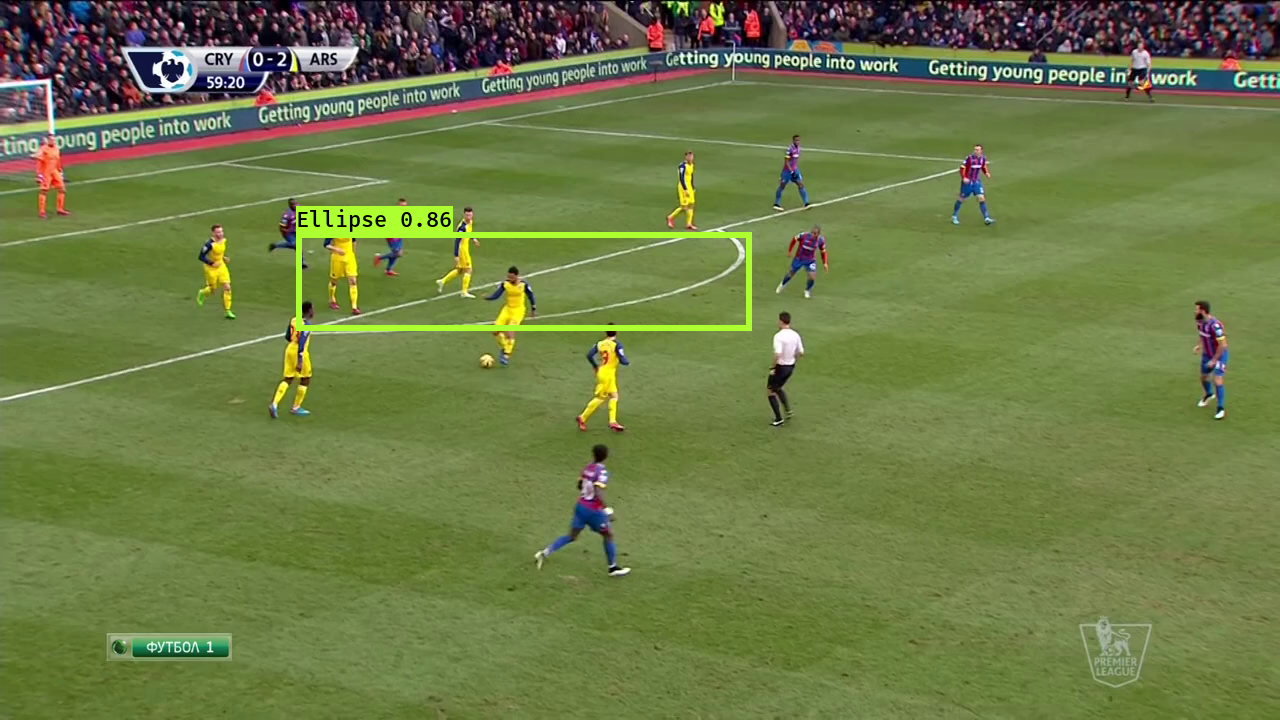 CRY 0-2 ARS
59:20
Getting young people into work
Getting young people into work
Getting
ting young people into work
Getting young people into work
Getting young people into work
Ellipse 0.86
9
ФУТБОЛ 1
PREMIER
LEAGUE